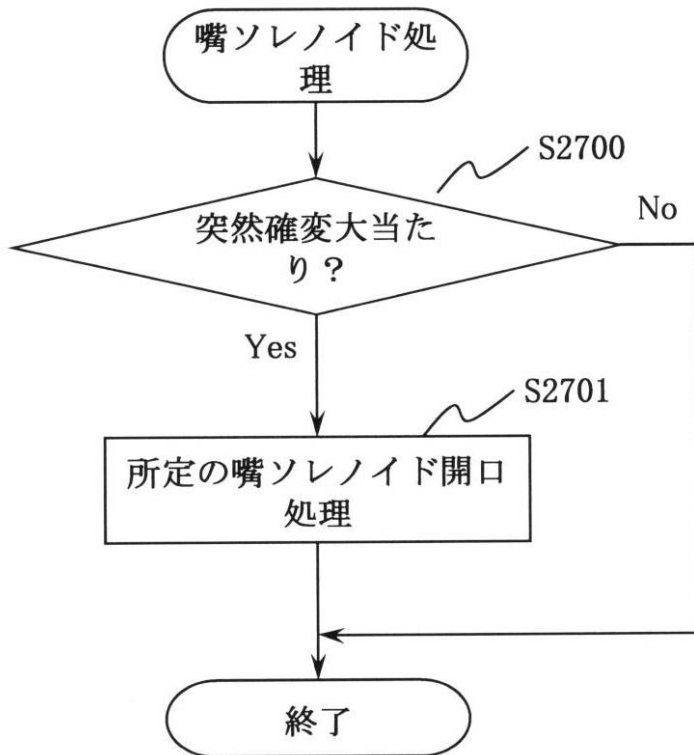 嘴ソレノイド処
理
S2700
突然確変大当た
り？
No
Yes
S2701
所定の嘴ソレノイド開口
処理
終了